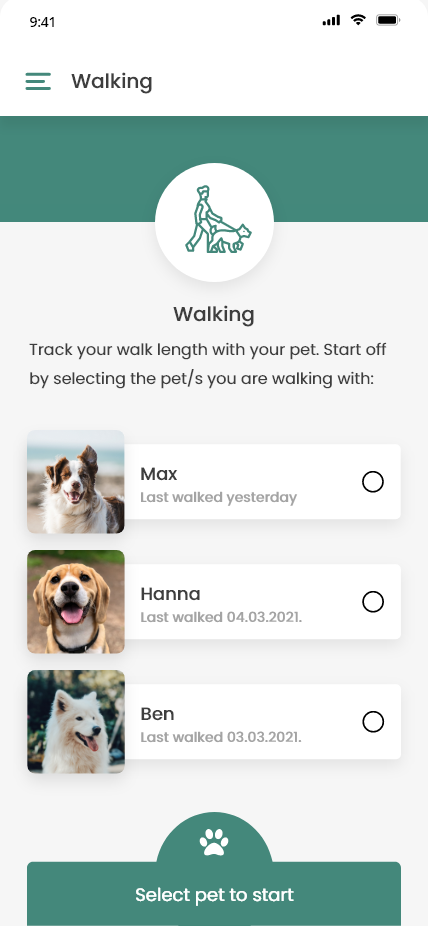 9:41
Walking
Walking
Track your walk length with your pet. Start off
by selecting the pet/s you are walking with:
Max
Last walked yesterday
Hanna
Last walked 04.03.2021.
Ben
Last walked 03.03.2021.
Select pet to start